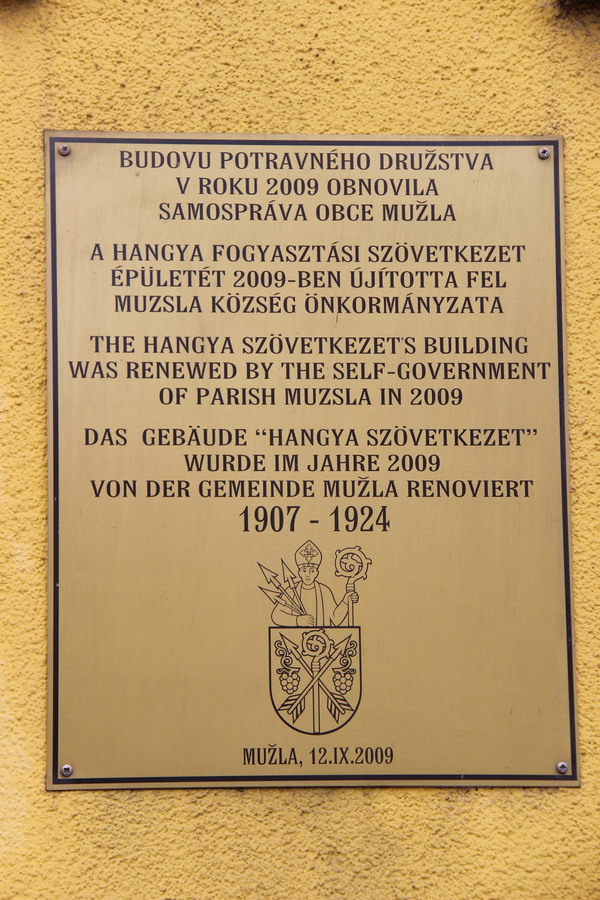 BUDOVU POTRAVNÉHO DRUŽSTVA
V ROKU 2009 OBNOVILA
SAMOSPRÁVA OBCE MUŽLA
A HANGYA FOGYASZTÁSI SZÖVETKEZET
ÉPÜLETÉT 2009-BEN ÚJÍTOTTA FEL
MUZSLA KÖZSÉG ÖNKORMÁNYZATA
THE HANGYA SZÖVETKEZET'S BUILDING
WAS RENEWED BY THE SELF-GOVERNMENT
OF PARISH MUZSLA IN 2009
DAS GEBÄUDE “HANGYA SZÖVETKEZET”
WURDE IM JAHRE 2009
VON DER GEMEINDE MUŽLA RENOVIERT
1907 - 1924
MUŽLA, 12.IX.2009